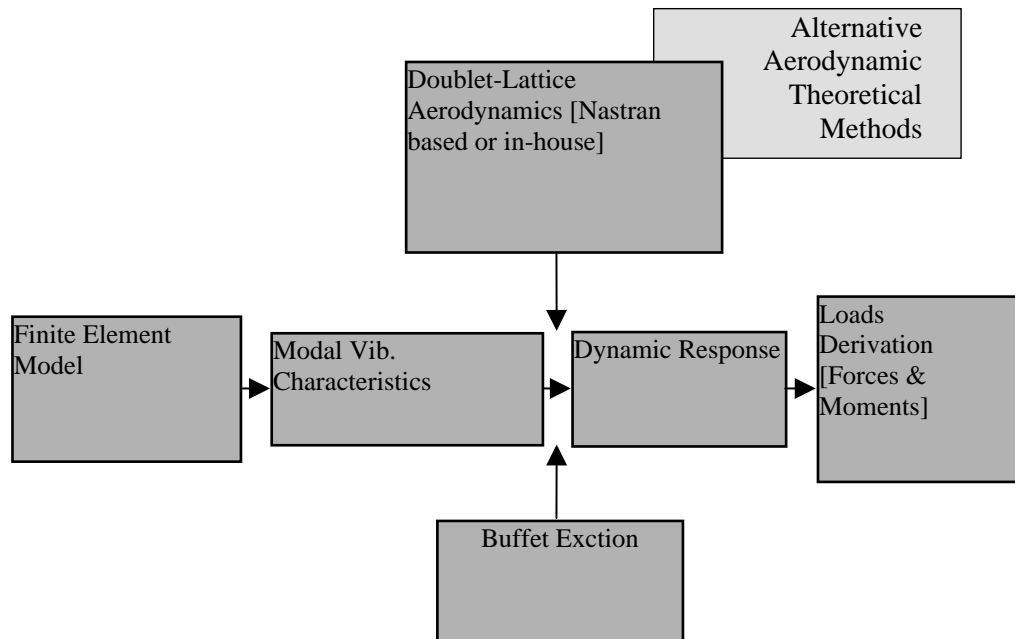 Alternative
Aerodynamic
Theoretical
Methods
Doublet-Lattice
Aerodynamics [Nastran
based or in-house]
Finite Element
Model
Modal Vib.
Characteristics
Dynamic Response
Loads
Derivation
[Forces &
Moments]
Buffet Exction